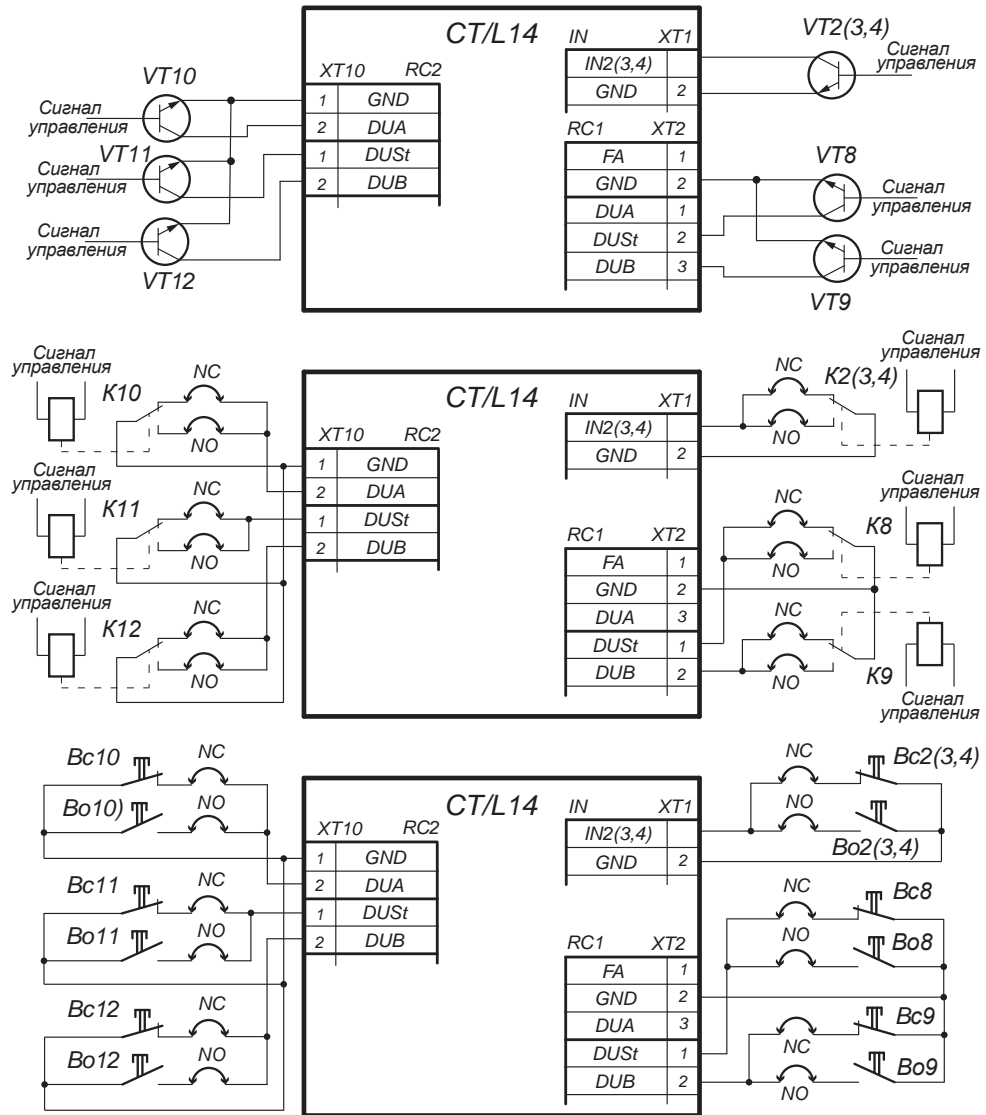 CT/L14
IN XT1
IN2(3,4)
GND 2
VT2(3,4)
Сигнал
управления
XT10 RC2
1 GND
2 DUA
1 DUSt
2 DUB
VT10
Сигнал
управления
VT11
Сигнал
управления
Сигнал
управления
VT12
RC1 XT2
FA 1
GND 2
DUA 1
DUSt 2
DUB 3
VT8
Сигнал
управления
Сигнал
управления
VT9
Сигнал
управления
K10
NC
NO
Сигнал
управления
K11
NC
NO
Сигнал
управления
K12
NC
NO
CT/L14
XT10 RC2
1 GND
2 DUA
1 DUSt
2 DUB
IN XT1
IN2(3,4)
GND 2
RC1 XT2
FA 1
GND 2
DUA 3
DUSt 1
DUB 2
NC
K2(3,4)
NO
Сигнал
управления
NC
K8
NO
Сигнал
управления
NC
K9
NO
Сигнал
управления
Bc10 NC
Bo10) NO
Bc11 NC
Bo11 NO
Bc12 NC
Bo12 NO
CT/L14
XT10 RC2
1 GND
2 DUA
1 DUSt
2 DUB
IN XT1
IN2(3,4)
GND 2
RC1 XT2
FA 1
GND 2
DUA 3
DUSt 1
DUB 2
NC Bc2(3,4)
NO
Bo2(3,4)
NC Bc8
NO Bo8
Bc9
NC
Bo9
NO